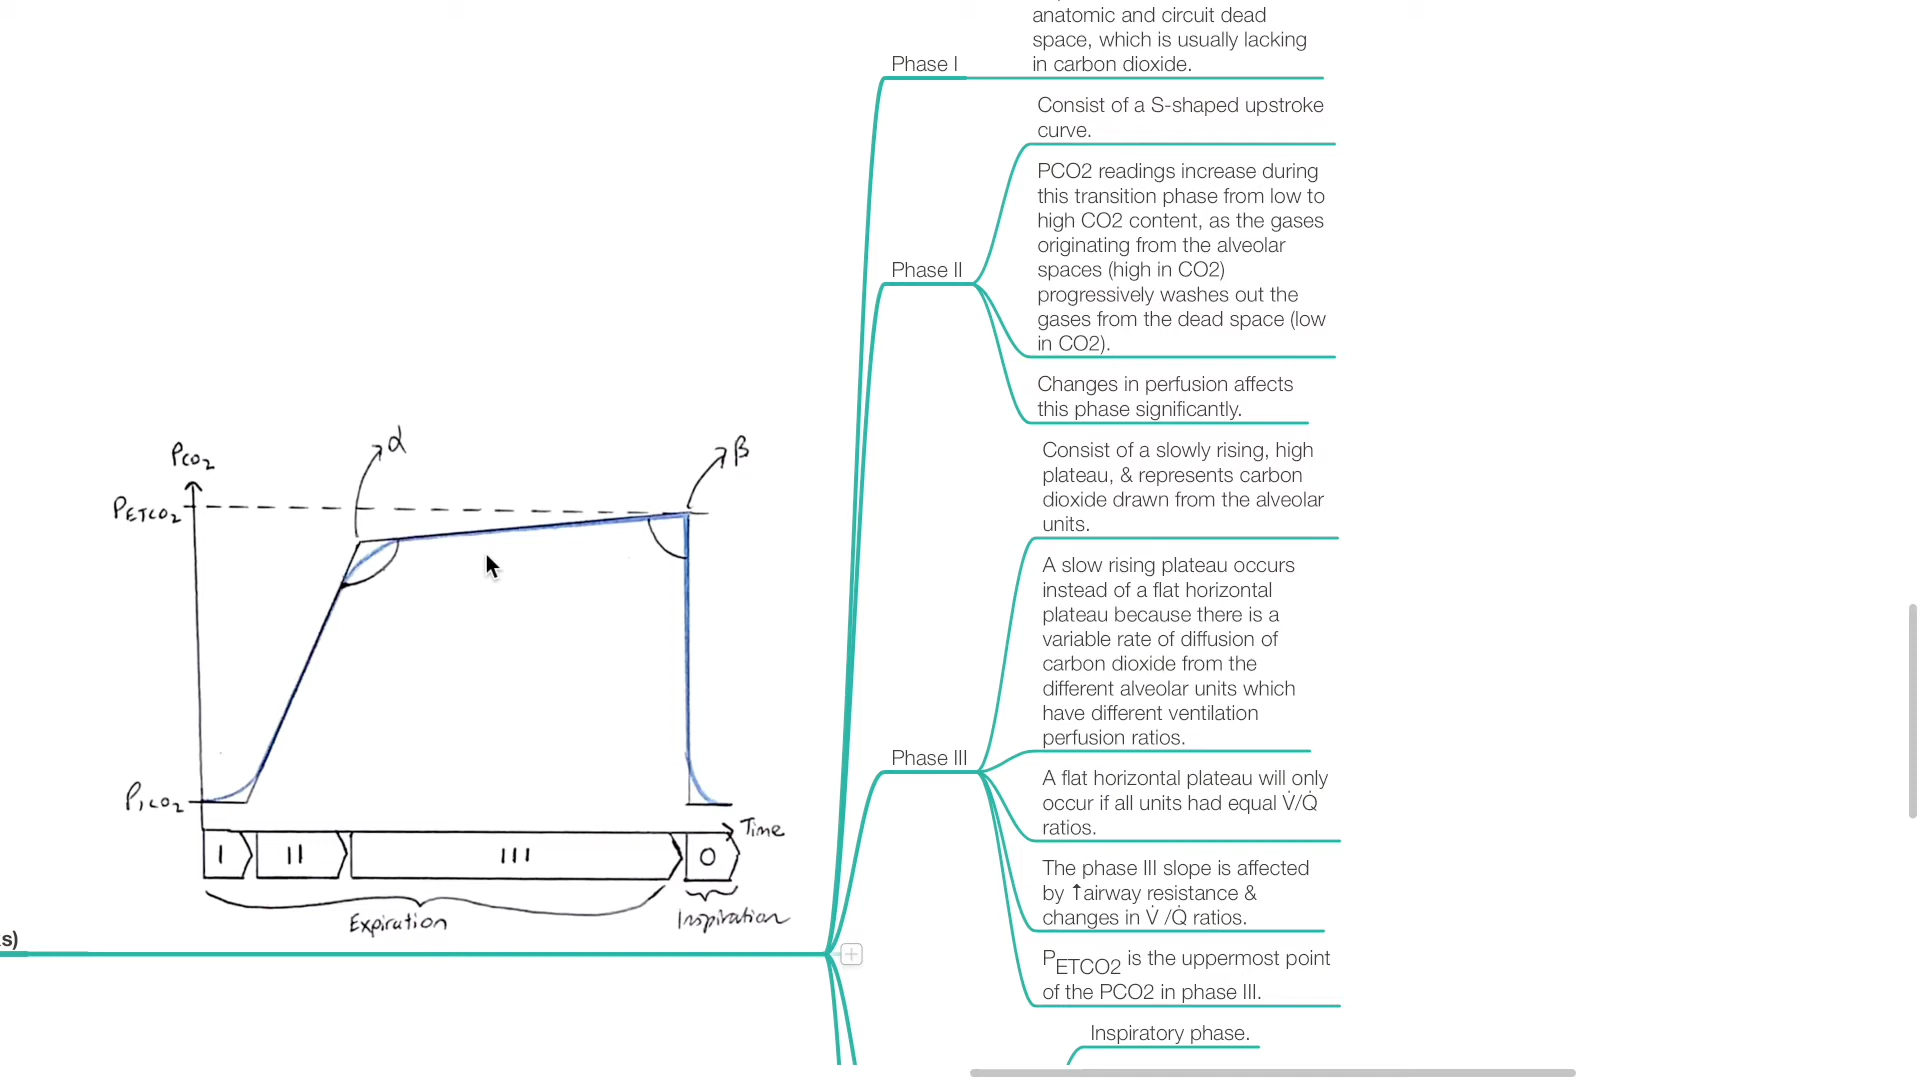 anatomic and circuit dead
space, which is usually lacking
in carbon dioxide.
Phase I
Consist of a S-shaped upstroke
curve.
PCO2 readings increase during
this transition phase from low to
high CO2 content, as the gases
originating from the alveolar
spaces (high in CO2)
progressively washes out the
gases from the dead space (low
in CO2).
Phase II
Changes in perfusion affects
this phase significantly.
Consist of a slowly rising, high
plateau, & represents carbon
dioxide drawn from the alveolar
units.
A slow rising plateau occurs
instead of a flat horizontal
plateau because there is a
variable rate of diffusion of
carbon dioxide from the
different alveolar units which
have different ventilation
perfusion ratios.
Phase III
A flat horizontal plateau will only
occur if all units had equal V̇/Q̇
ratios.
The phase III slope is affected
by ↑airway resistance &
changes in V̇ /Q̇ ratios.
PETCO2 is the uppermost point
of the PCO2 in phase III.
Inspiratory phase.
PCO2
α
β
PETCO2
PICO2
Time
I II III 0
Expiration
Inspiration
s)